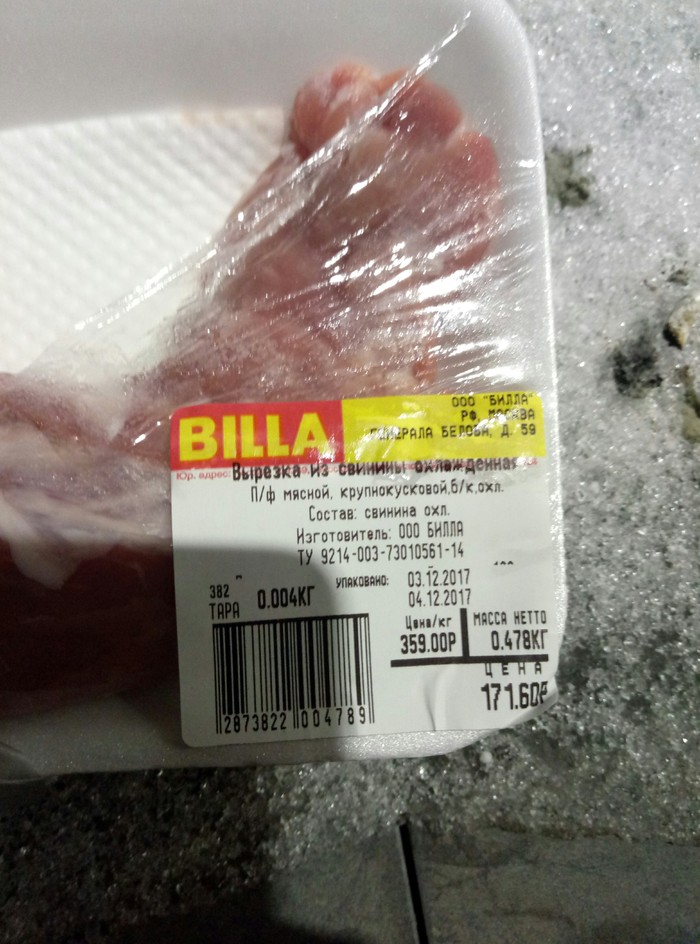 BILLA
ООО "БИЛЛА"
РФ, МОСКВА
ГЕНЕРАЛА БЕЛОВА, Д. 59
Юр. адрес:
Вырезка из свинины охлажденная
П/ф мясной, крупнокусковой,б/к,охл.
Состав: свинина охл.
Изготовитель: ООО БИЛЛА
ТУ 9214-003-73010561-14
УПАКОВАНО: 03.12.2017
04.12.2017
382
ТАРА 0.004КГ
Цена/кг
359.00Р
МАССА НЕТТО
0.478КГ
ЦЕНА
171.60Р
2873822 004789